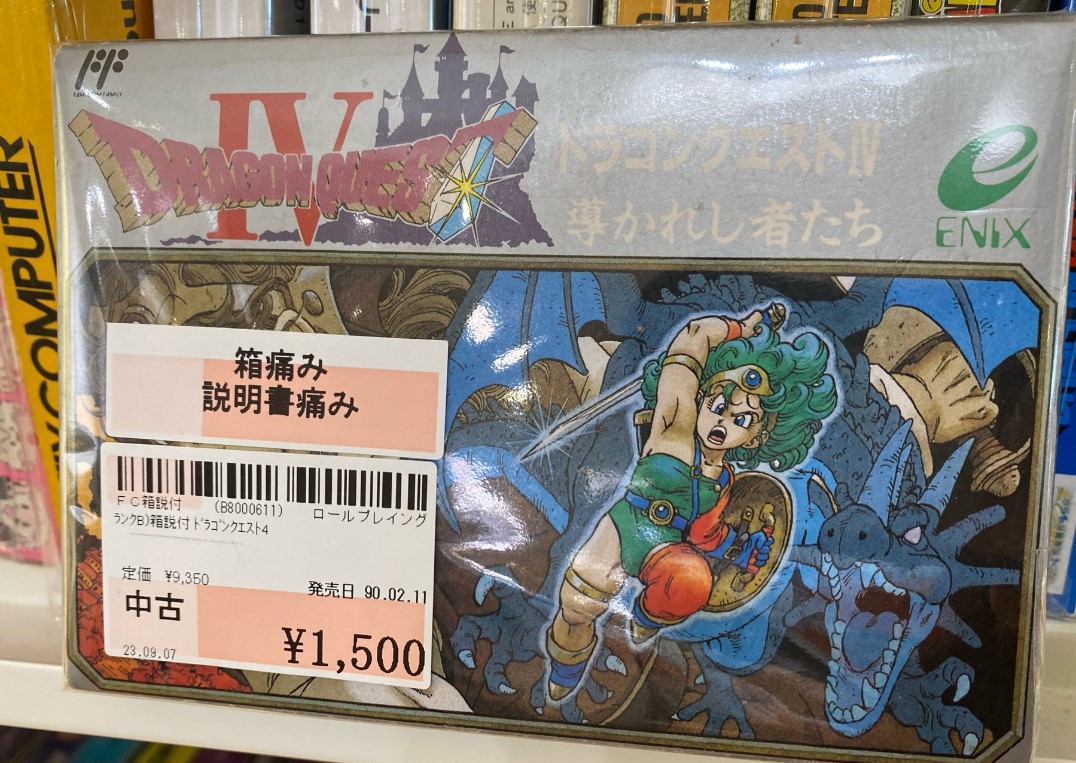 FAMICOM FAMILY
IV
DRAGON QUEST
ドラゴンクエストIV
導かれし者たち
ENIX
箱痛み
説明書痛み
FC箱説付 (B8000611) ロールプレイング
ランクB)箱説付 ドラゴンクエスト4
定価 ¥9,350
発売日 90.02.11
中古
23.09.07
¥1,500
COMPUTER